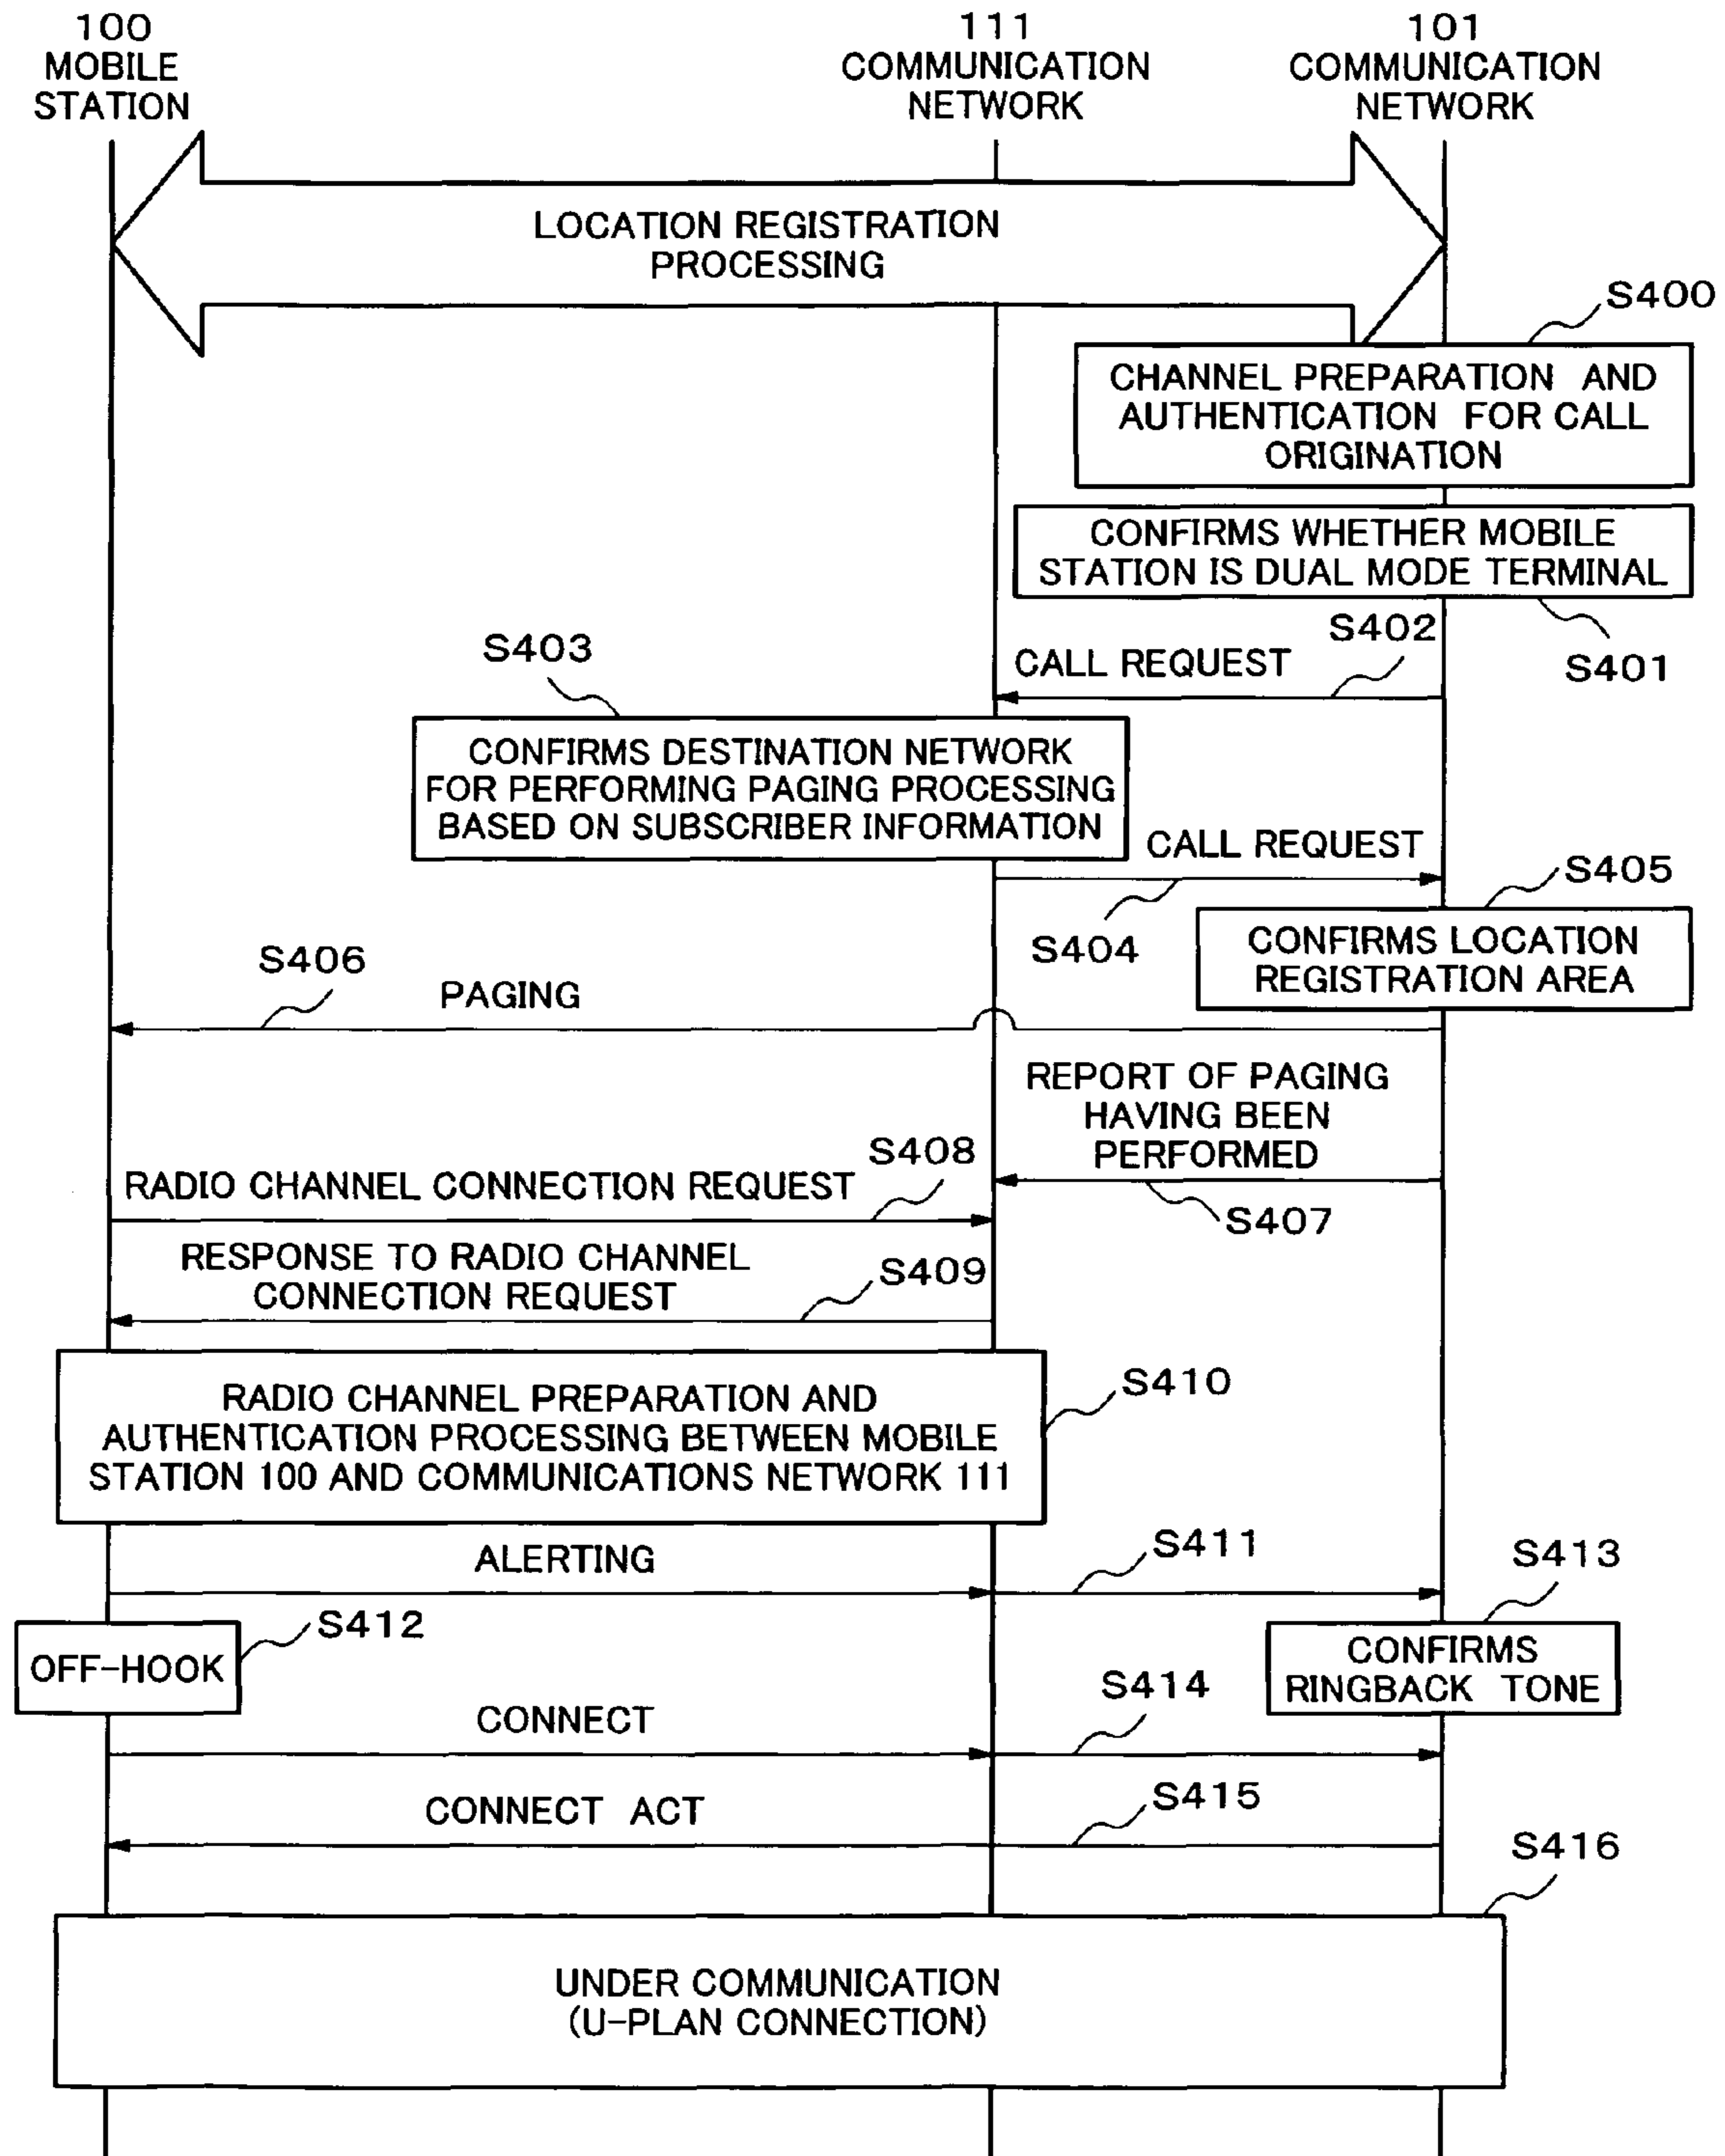 100
MOBILE
STATION
111
COMMUNICATION
NETWORK
101
COMMUNICATION
NETWORK
LOCATION REGISTRATION
PROCESSING
S400
CHANNEL PREPARATION AND
AUTHENTICATION FOR CALL
ORIGINATION
CONFIRMS WHETHER MOBILE
STATION IS DUAL MODE TERMINAL
S401
S402
CALL REQUEST
S403
CONFIRMS DESTINATION NETWORK
FOR PERFORMING PAGING PROCESSING
BASED ON SUBSCRIBER INFORMATION
CALL REQUEST
S404
S405
CONFIRMS LOCATION
REGISTRATION AREA
S406
PAGING
REPORT OF PAGING
HAVING BEEN
PERFORMED
S407
S408
RADIO CHANNEL CONNECTION REQUEST
RESPONSE TO RADIO CHANNEL
CONNECTION REQUEST
S409
RADIO CHANNEL PREPARATION AND
AUTHENTICATION PROCESSING BETWEEN MOBILE
STATION 100 AND COMMUNICATIONS NETWORK 111
S410
ALERTING
S411
S412
OFF-HOOK
S413
CONFIRMS
RINGBACK TONE
CONNECT
S414
CONNECT ACT
S415
S416
UNDER COMMUNICATION
(U-PLAN CONNECTION)